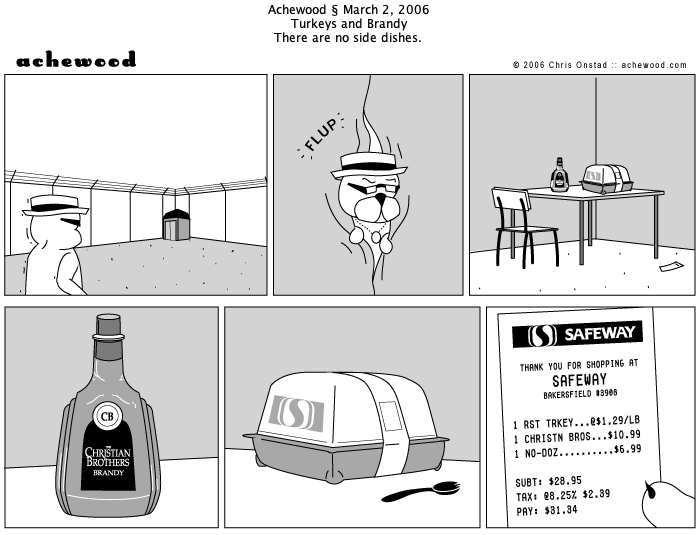 Achewood § March 2, 2006
Turkeys and Brandy
There are no side dishes.
achewood
© 2006 Chris Onstad :: achewood.com
FLUP
CB
THE
CHRISTIAN
BROTHERS
BRANDY
SAFEWAY
THANK YOU FOR SHOPPING AT
SAFEWAY
BAKERSFIELD #8906
1 RST TRKEY...@$1.29/LB
1 CHRISTN BROS...$10.99
1 NO-DOZ..........$6.99
SUBT: $28.95
TAX: @8.25% $2.39
PAY: $31.34